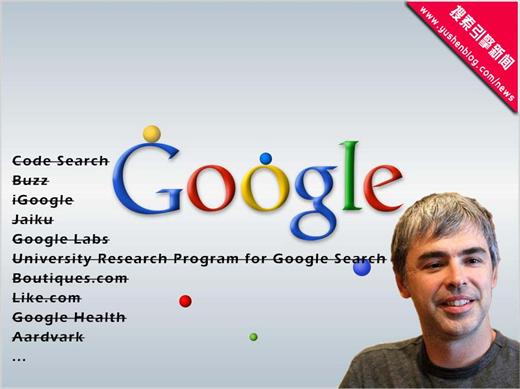 搜索引擎新闻
www.yushenblog.com/news
Google
Code Search
Buzz
iGoogle
Jaiku
Google Labs
University Research Program for Google Search
Boutiques.com
Like.com
Google Health
Aardvark
...